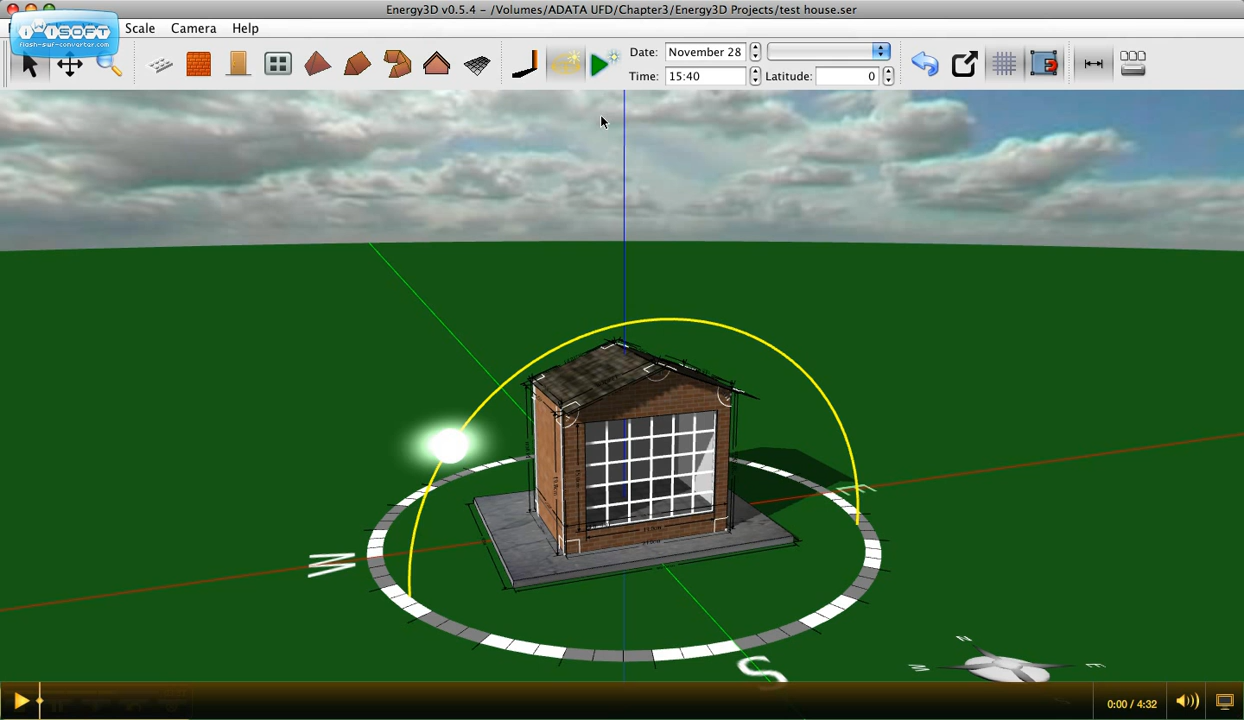 Energy3D v0.5.4 – /Volumes/ADATA UFD/Chapter3/Energy3D Projects/test house.ser
iWisoft
flash-swf-converter.com
Scale Camera Help
Date: November 28
Time: 15:40 Latitude: 0
E
W
S
N
W E
0:00 / 4:32